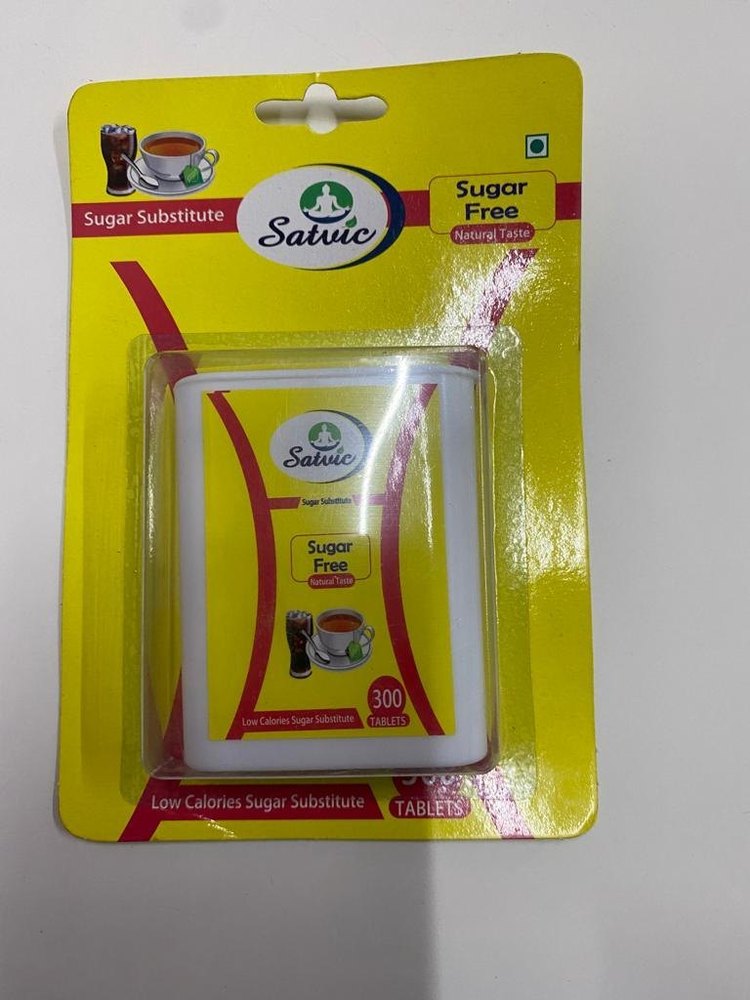 Sugar Substitute
Satvic
Sugar
Free
Natural Taste
Satvic
Sugar Substitute
Sugar
Free
Natural Taste
300
TABLETS
Low Calories Sugar Substitute
Low Calories Sugar Substitute
TABLETS